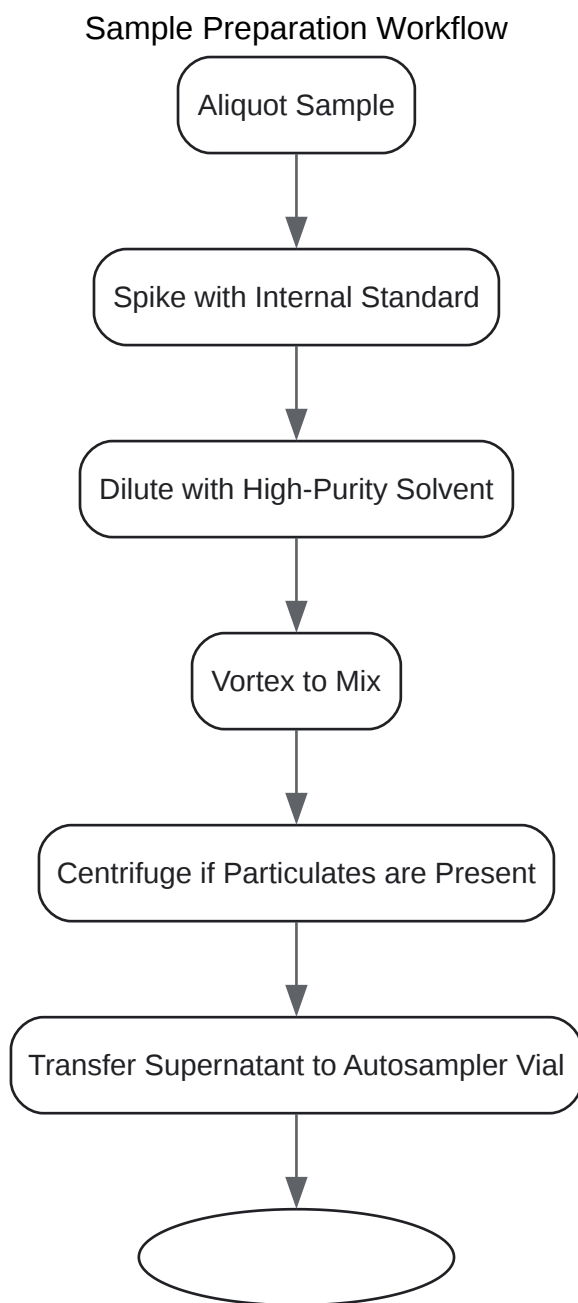 Sample Preparation Workflow
Aliquot Sample
Spike with Internal Standard
Dilute with High-Purity Solvent
Vortex to Mix
Centrifuge if Particulates are Present
Transfer Supernatant to Autosampler Vial